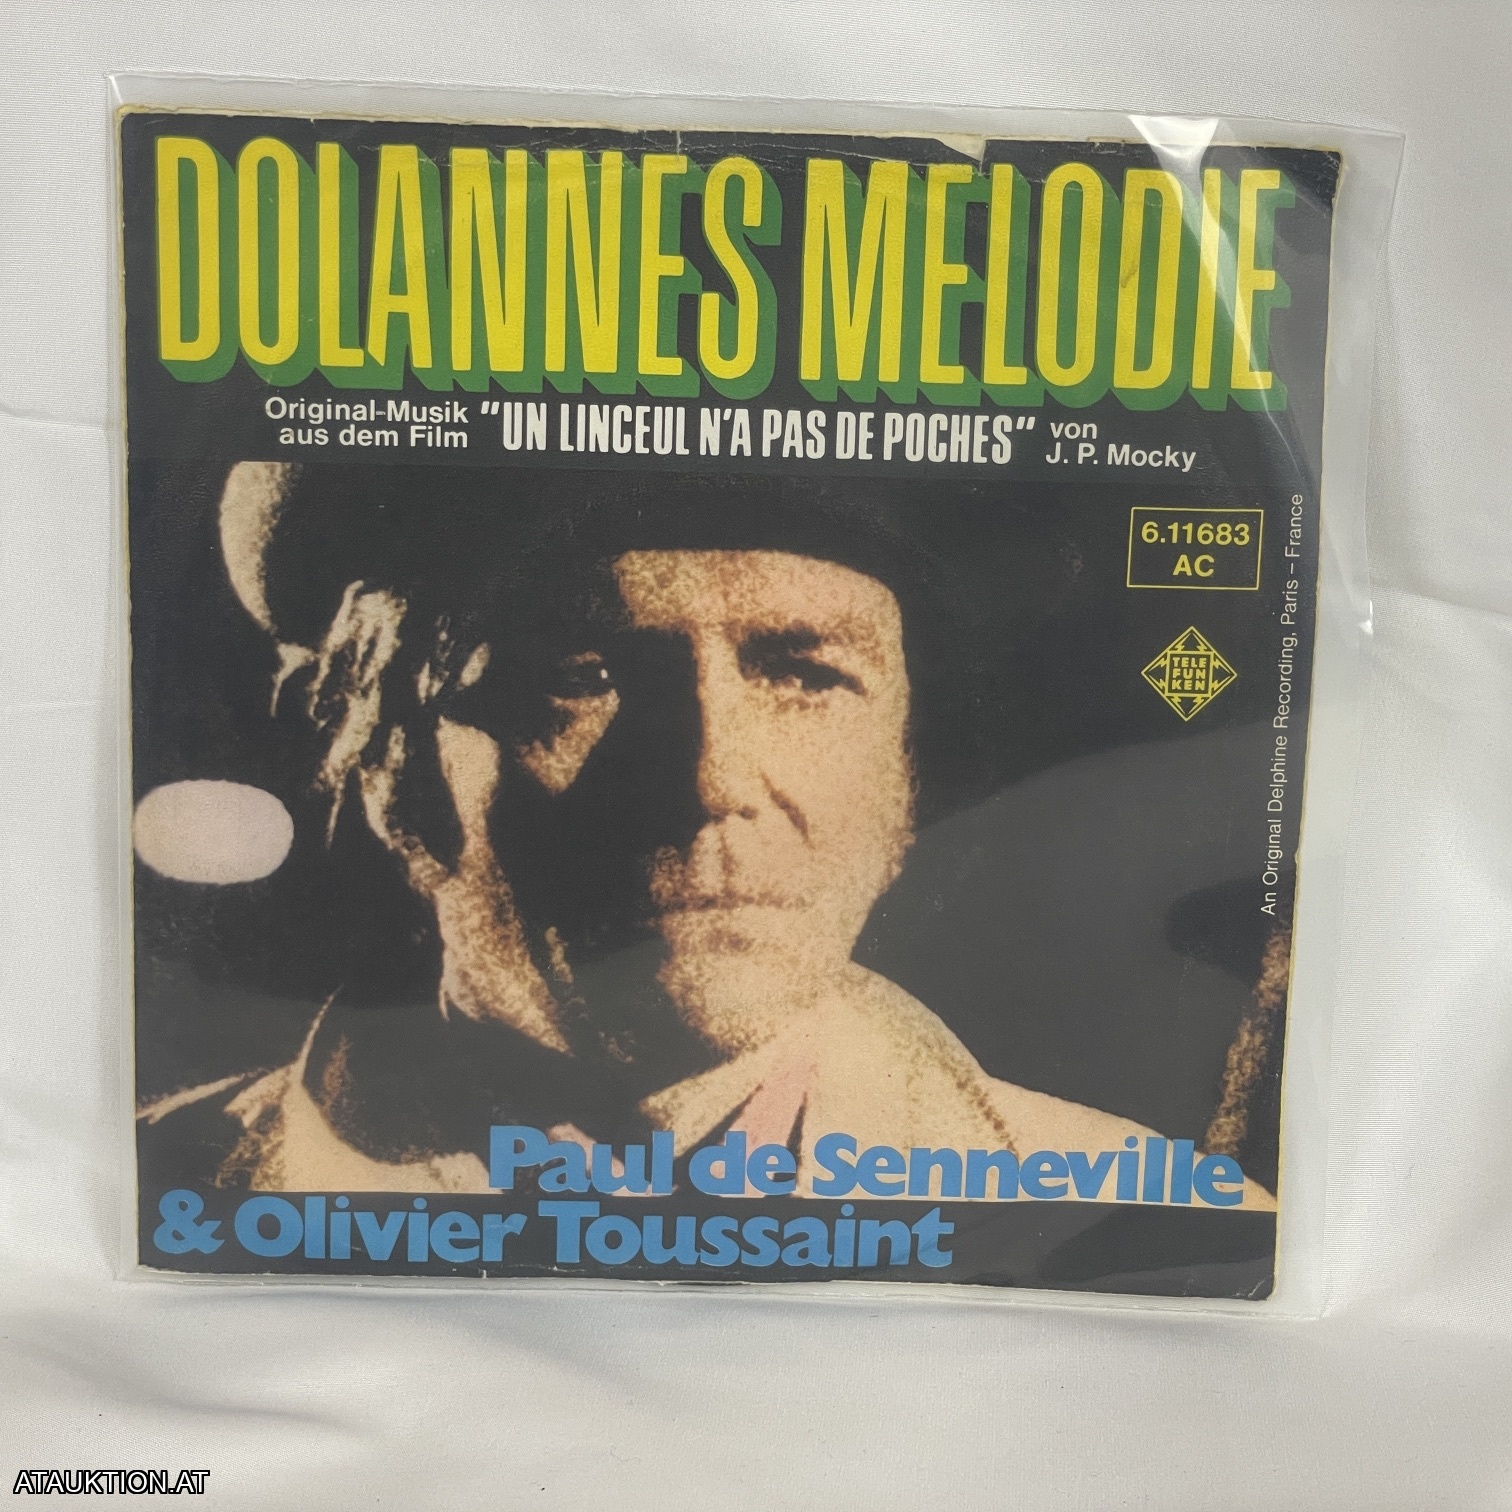 DOLANNES MELODIE
Original-Musik
aus dem Film
"UN LINCEUL N'A PAS DE POCHES"
von
J. P. Mocky
6.11683
AC
TELE
FUN
KEN
An Original Delphine Recording, Paris – France
Paul de Senneville
& Olivier Toussaint
ATAUKTION.AT